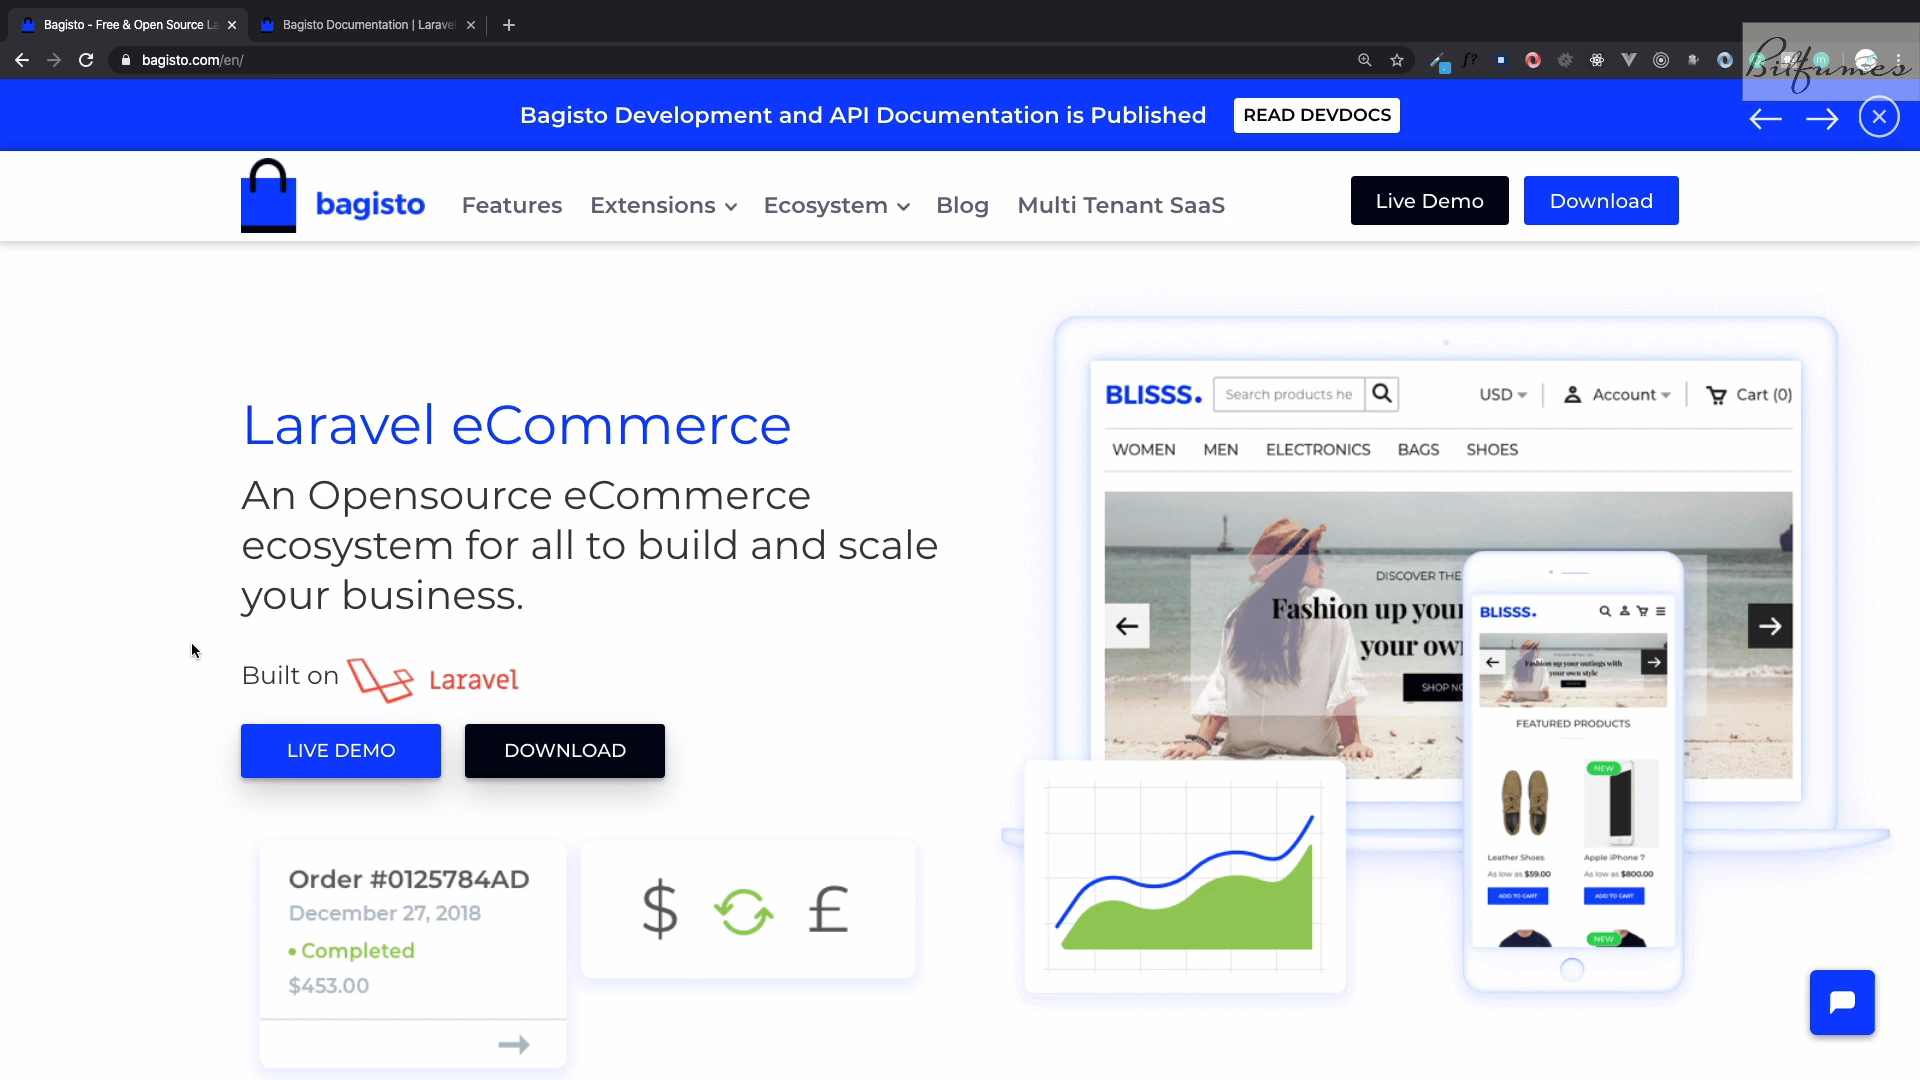 Bagisto - Free & Open Source La
Bagisto Documentation | Laravel
bagisto.com/en/
Bitfumes
Bagisto Development and API Documentation is Published
READ DEVDOCS
bagisto
Features
Extensions
Ecosystem
Blog
Multi Tenant SaaS
Live Demo
Download
Laravel eCommerce
An Opensource eCommerce
ecosystem for all to build and scale
your business.
Built on Laravel
LIVE DEMO
DOWNLOAD
Order #0125784AD
December 27, 2018
• Completed
$453.00
$ £
BLISSS.
Search products he
USD
Account
Cart (0)
WOMEN
MEN
ELECTRONICS
BAGS
SHOES
DISCOVER THE
Fashion up your
your own
SHOP NO
BLISSS.
Fashion up your outings with
your own style
FEATURED PRODUCTS
NEW
Leather Shoes
Apple iPhone 7
As low as $59.00
As low as $800.00
ADD TO CART
ADD TO CART
NEW